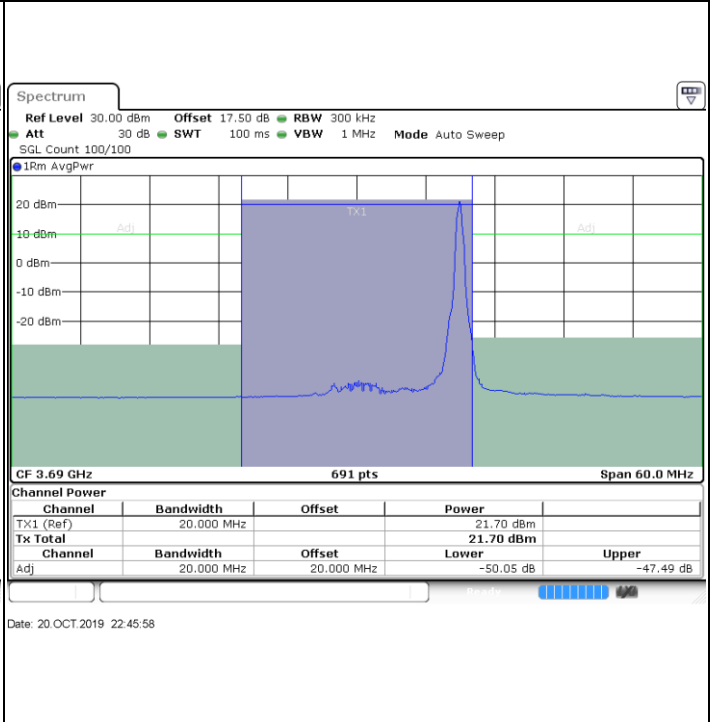 Spectrum
Ref Level 30.00 dBm Offset 17.50 dB RBW 300 kHz
Att 30 dB SWT 100 ms VBW 1 MHz Mode Auto Sweep
SGL Count 100/100
1Rm AvgPwr
20 dBm
TX1
Adj
Adj
10 dBm
0 dBm
-10 dBm
-20 dBm
CF 3.69 GHz 691 pts Span 60.0 MHz
Channel Power
Channel Bandwidth Offset Power
TX1 (Ref) 20.000 MHz 21.70 dBm
Tx Total 21.70 dBm
Channel Bandwidth Offset Lower Upper
Adj 20.000 MHz 20.000 MHz -50.05 dB -47.49 dB
Ready
Date: 20.OCT.2019 22:45:58